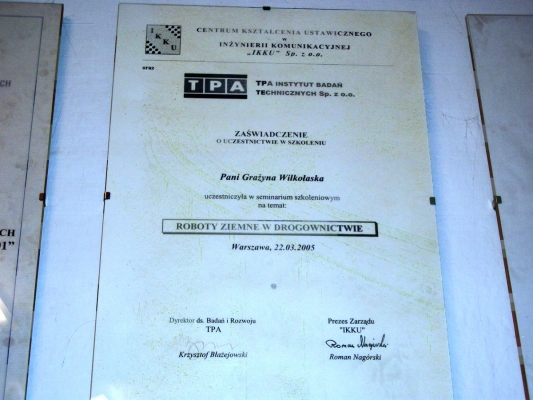 I K K U
CENTRUM KSZTAŁCENIA USTAWICZNEGO
w
INŻYNIERII KOMUNIKACYJNEJ
„IKKU" Sp. z o.o.
oraz
TPA
TPA INSTYTUT BADAŃ
TECHNICZNYCH Sp. z o.o.
ZAŚWIADCZENIE
O UCZESTNICTWIE W SZKOLENIU
Pani Grażyna Wilkołaska
uczestniczyła w seminarium szkoleniowym
na temat:
ROBOTY ZIEMNE W DROGOWNICTWIE
Warszawa, 22.03.2005
Dyrektor ds. Badań i Rozwoju
TPA
Krzysztof Błażejowski
Prezes Zarządu
"IKKU"
Roman Nagórski
Roman Nagórski